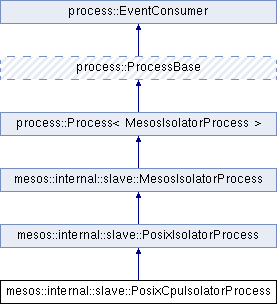 process::EventConsumer
process::ProcessBase
process::Process< MesosIsolatorProcess >
mesos::internal::slave::MesosIsolatorProcess
mesos::internal::slave::PosixIsolatorProcess
mesos::internal::slave::PosixCpuIsolatorProcess